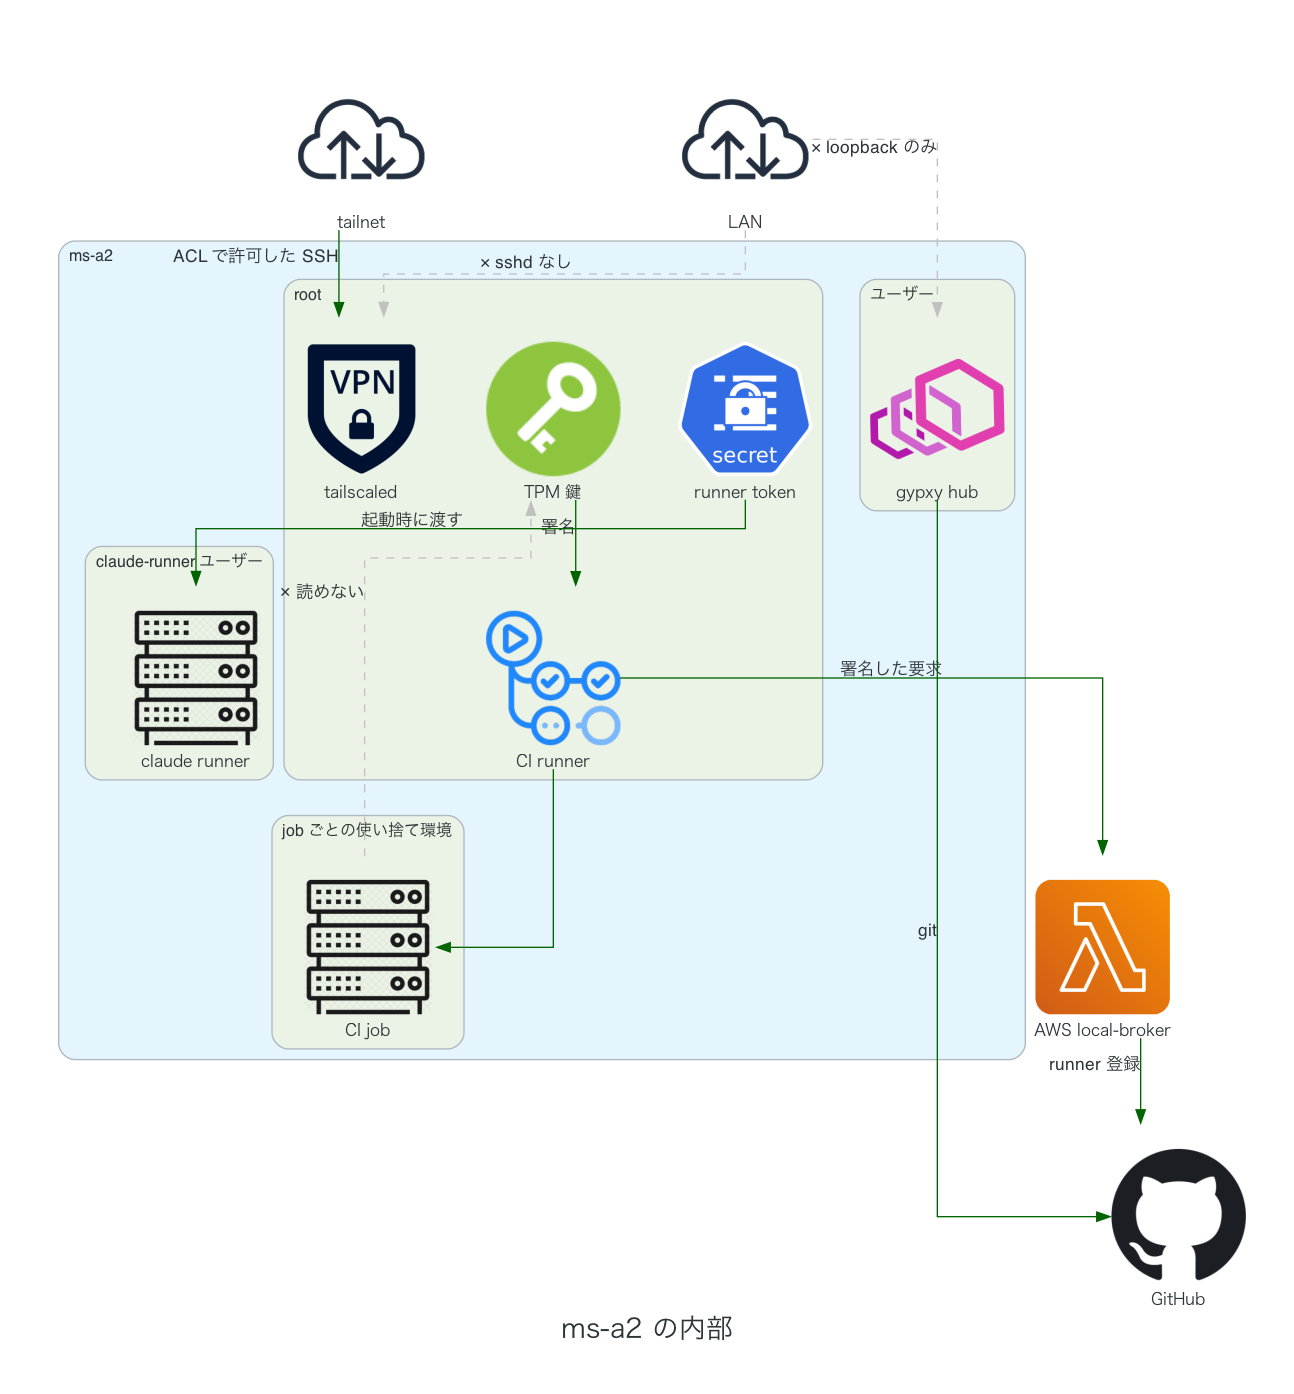 × loopback のみ
tailnet
LAN
ms-a2
ACL で許可した SSH
× sshd なし
root
ユーザー
VPN
secret
tailscaled
TPM 鍵
runner token
gypxy hub
起動時に渡す
署名
claude-runner ユーザー
× 読めない
署名した要求
claude runner
CI runner
job ごとの使い捨て環境
git
CI job
AWS local-broker
runner 登録
GitHub
ms-a2 の内部